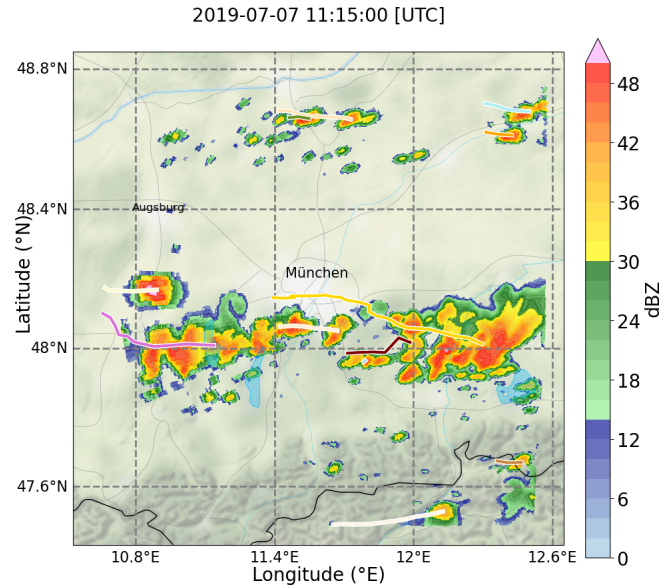 2019-07-07 11:15:00 [UTC]
48.8°N
48.4°N
48°N
47.6°N
Latitude (°N)
Augsburg
München
10.8°E 11.4°E 12°E 12.6°E
Longitude (°E)
48
42
36
30
24
18
12
6
0
dBZ